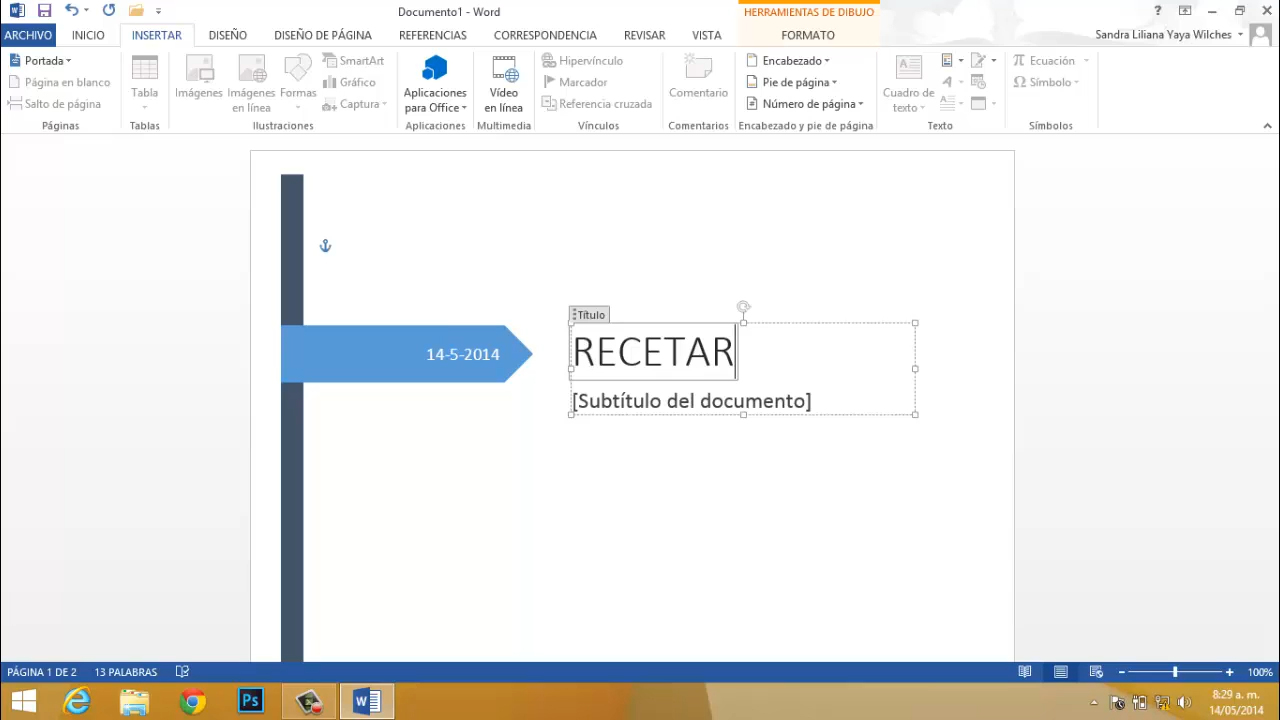 Documento1 - Word
HERRAMIENTAS DE DIBUJO
?
ARCHIVO INICIO INSERTAR DISEÑO DISEÑO DE PÁGINA REFERENCIAS CORRESPONDENCIA REVISAR VISTA FORMATO Sandra Liliana Yaya Wilches
Portada
Página en blanco
Salto de página
Páginas
Tabla
Tablas
Imágenes
Imágenes
en línea
Formas
SmartArt
Gráfico
Captura
Ilustraciones
Aplicaciones
para Office
Aplicaciones
Vídeo
en línea
Multimedia
Hipervínculo
Marcador
Referencia cruzada
Vínculos
Comentario
Comentarios
Encabezado
Pie de página
Número de página
Encabezado y pie de página
Cuadro de
texto
Texto
Ecuación
Símbolo
Símbolos
14-5-2014
Título
RECETAR
[Subtítulo del documento]
PÁGINA 1 DE 2 13 PALABRAS 100%
Ps
8:29 a. m.
14/05/2014